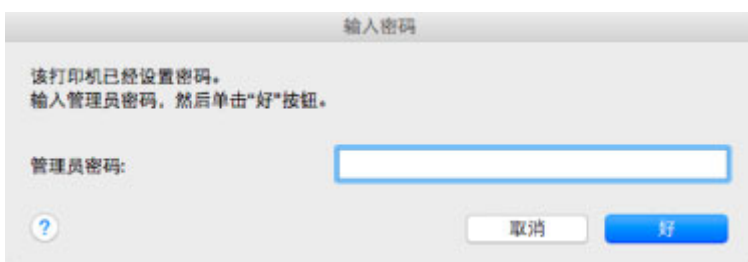 输入密码
该打印机已经设置密码。
输入管理员密码，然后单击“好”按钮。
管理员密码:
?
取消
好